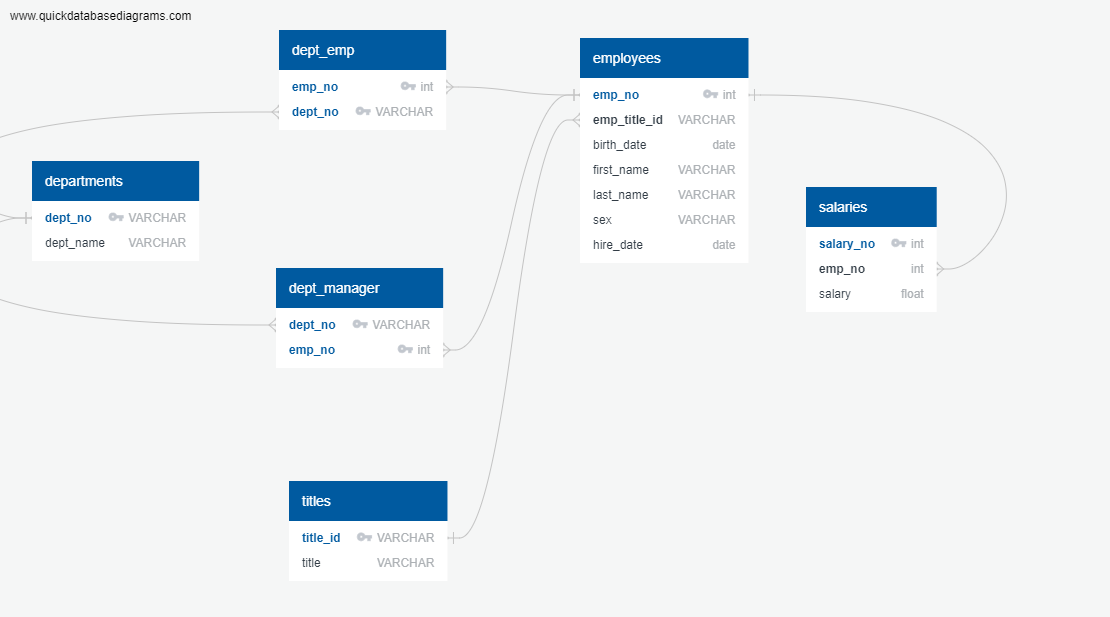 www.quickdatabasediagrams.com
dept_emp
emp_no int
dept_no VARCHAR
employees
emp_no int
emp_title_id VARCHAR
birth_date date
first_name VARCHAR
last_name VARCHAR
sex VARCHAR
hire_date date
departments
dept_no VARCHAR
dept_name VARCHAR
salaries
salary_no int
emp_no int
salary float
dept_manager
dept_no VARCHAR
emp_no int
titles
title_id VARCHAR
title VARCHAR